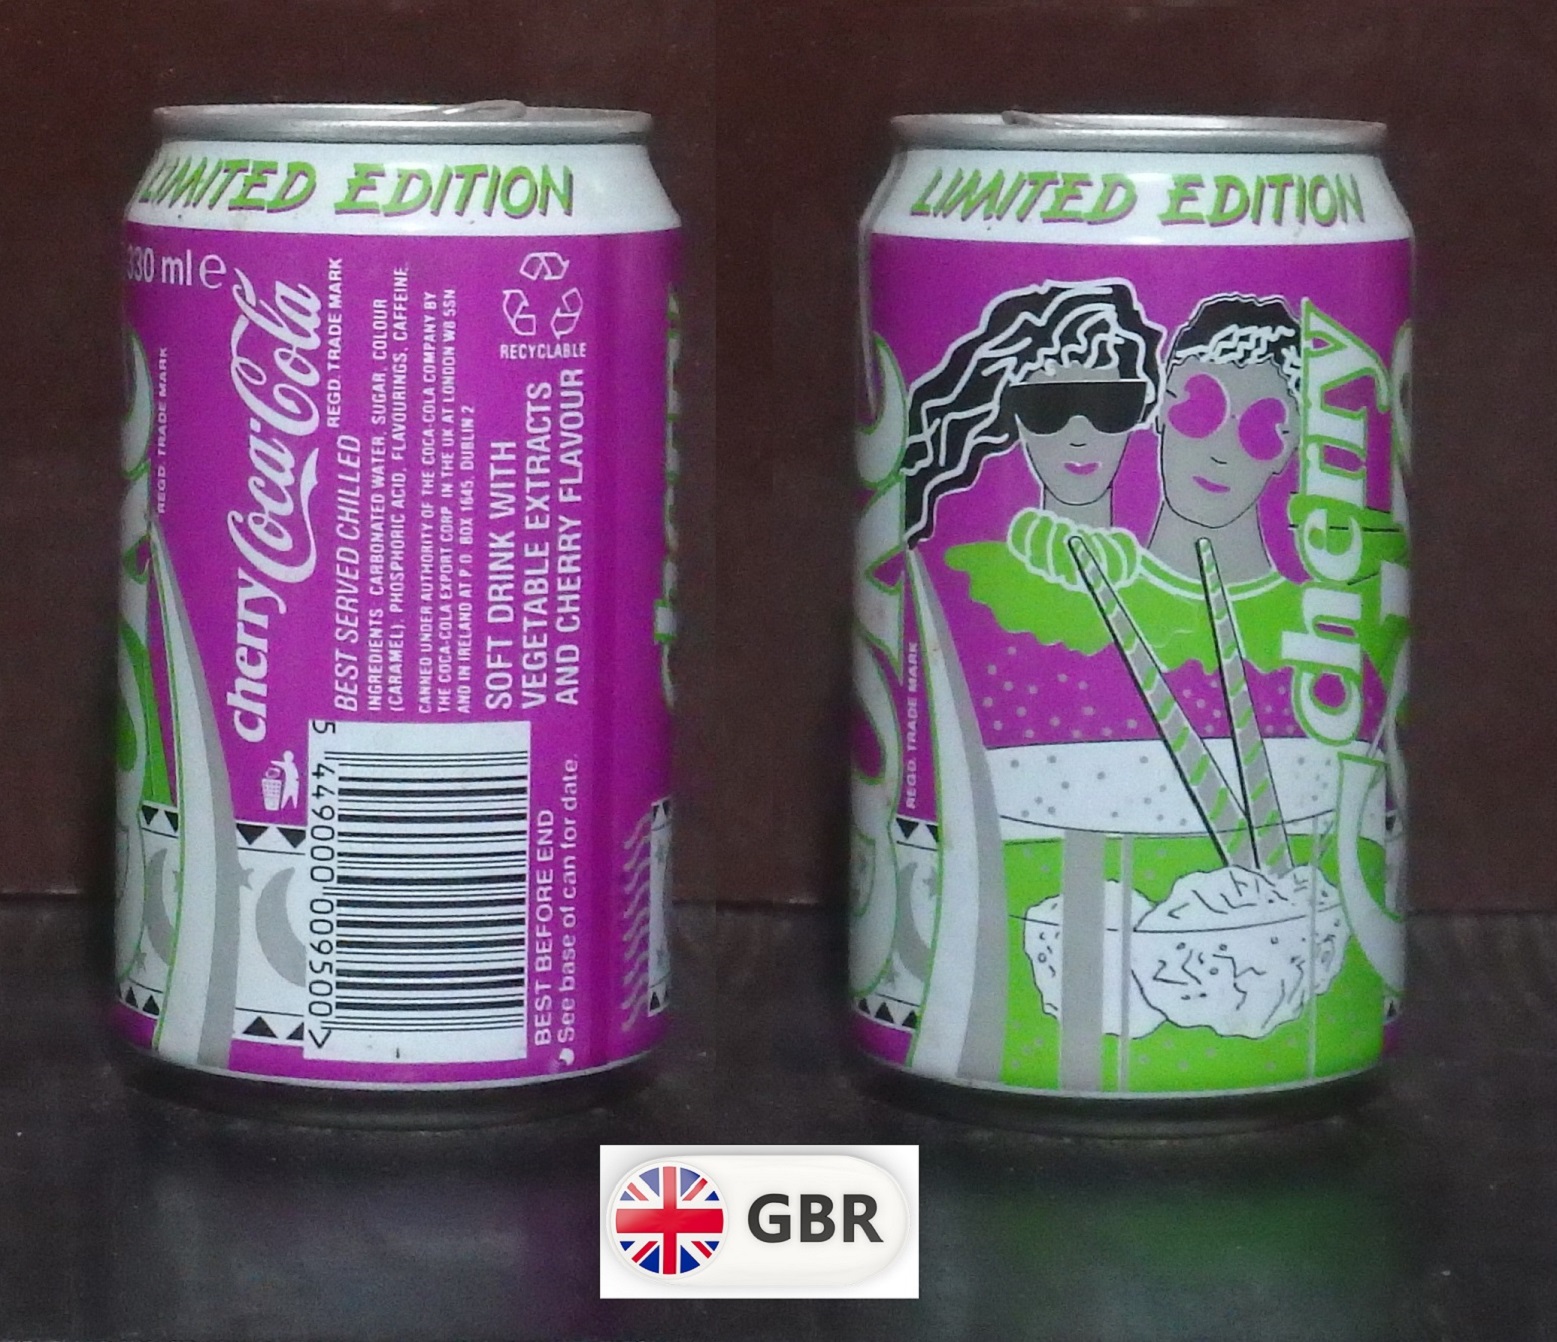 LIMITED EDITION
330 ml e
REGD. TRADE MARK
cherry Coca-Cola
REGD. TRADE MARK
BEST SERVED CHILLED
INGREDIENTS CARBONATED WATER, SUGAR, COLOUR
(CARAMEL), PHOSPHORIC ACID, FLAVOURINGS, CAFFEINE.
CANNED UNDER AUTHORITY OF THE COCA-COLA COMPANY BY
THE COCA-COLA EXPORT CORP IN THE UK AT LONDON W8 5SN
AND IN IRELAND AT P.O. BOX 1645, DUBLIN 2
SOFT DRINK WITH
VEGETABLE EXTRACTS
AND CHERRY FLAVOUR
RECYCLABLE
5 449000 009500 >
BEST BEFORE END
See base of can for date.
cherry
LIMITED EDITION
REGD. TRADE MARK
cherry
GBR